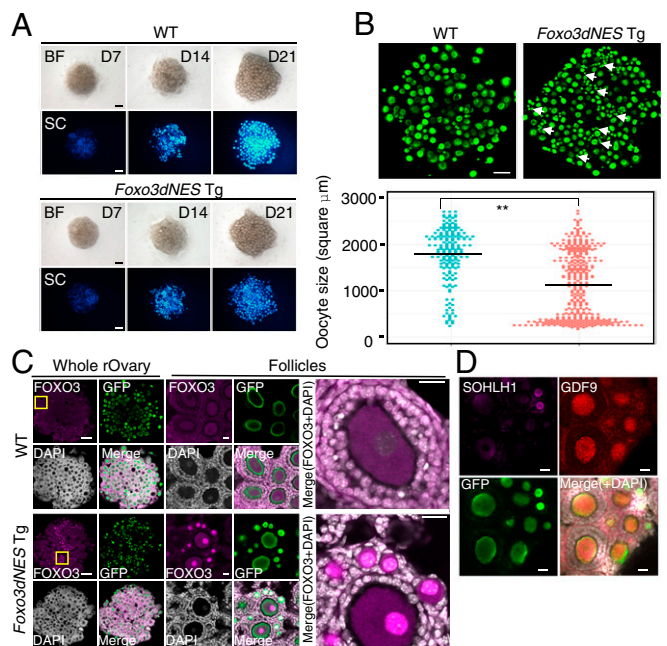 A
WT
BF D7 D14 D21
SC
Foxo3dNES Tg
BF D7 D14 D21
SC
B
WT Foxo3dNES Tg
Oocyte size (square μm)
3000
2000
1000
0
**
C
Whole rOvary Follicles
WT
FOXO3 GFP FOXO3 GFP
DAPI Merge DAPI Merge
Merge(FOXO3+DAPI)
Foxo3dNES Tg
FOXO3 GFP FOXO3 GFP
DAPI Merge DAPI Merge
Merge(FOXO3+DAPI)
D
SOHLH1 GDF9
GFP Merge(+DAPI)